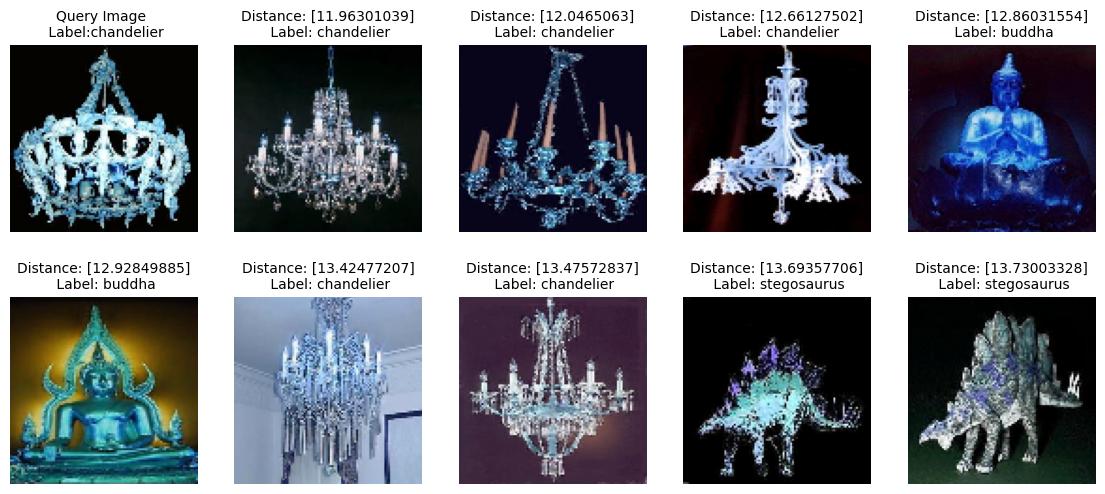 Query Image
Label:chandelier
Distance: [11.96301039]
Label: chandelier
Distance: [12.0465063]
Label: chandelier
Distance: [12.66127502]
Label: chandelier
Distance: [12.86031554]
Label: buddha
Distance: [12.92849885]
Label: buddha
Distance: [13.42477207]
Label: chandelier
Distance: [13.47572837]
Label: chandelier
Distance: [13.69357706]
Label: stegosaurus
Distance: [13.73003328]
Label: stegosaurus